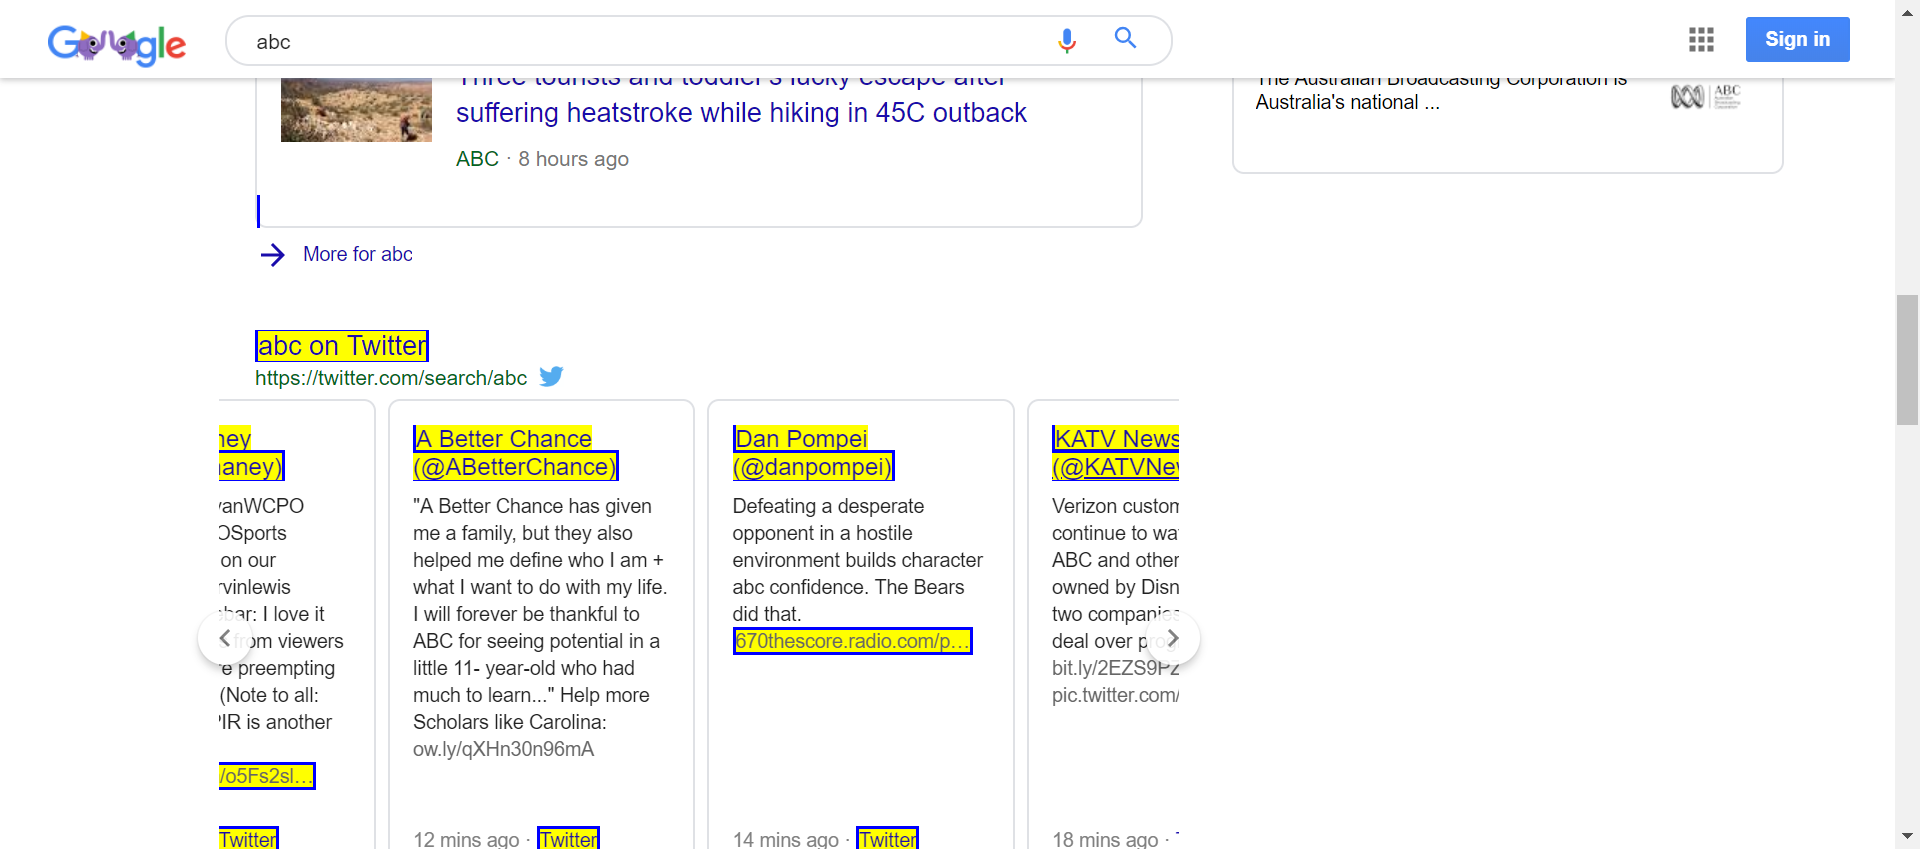 Google
abc
Sign in
Three tourists and toddler's lucky escape after
suffering heatstroke while hiking in 45C outback
ABC · 8 hours ago
The Australian Broadcasting Corporation is
Australia's national ...
ABC
More for abc
abc on Twitter
https://twitter.com/search/abc
A Better Chance
(@ABetterChance)
"A Better Chance has given
me a family, but they also
helped me define who I am +
what I want to do with my life.
I will forever be thankful to
ABC for seeing potential in a
little 11- year-old who had
much to learn..." Help more
Scholars like Carolina:
ow.ly/qXHn30n96mA
12 mins ago · Twitter
Dan Pompei
(@danpompei)
Defeating a desperate
opponent in a hostile
environment builds character
abc confidence. The Bears
did that.
670thescore.radio.com/p...
14 mins ago · Twitter
KATV News
(@KATVNew
Verizon custom
continue to wa
ABC and other
owned by Disn
two companies
deal over prog
bit.ly/2EZS9PZ
pic.twitter.com/
18 mins ago ·
ney
aney)
vanWCPO
OSports
on our
rvinlewis
bar: I love it
from viewers
e preempting
(Note to all:
PIR is another
/o5Fs2sl...
Twitter